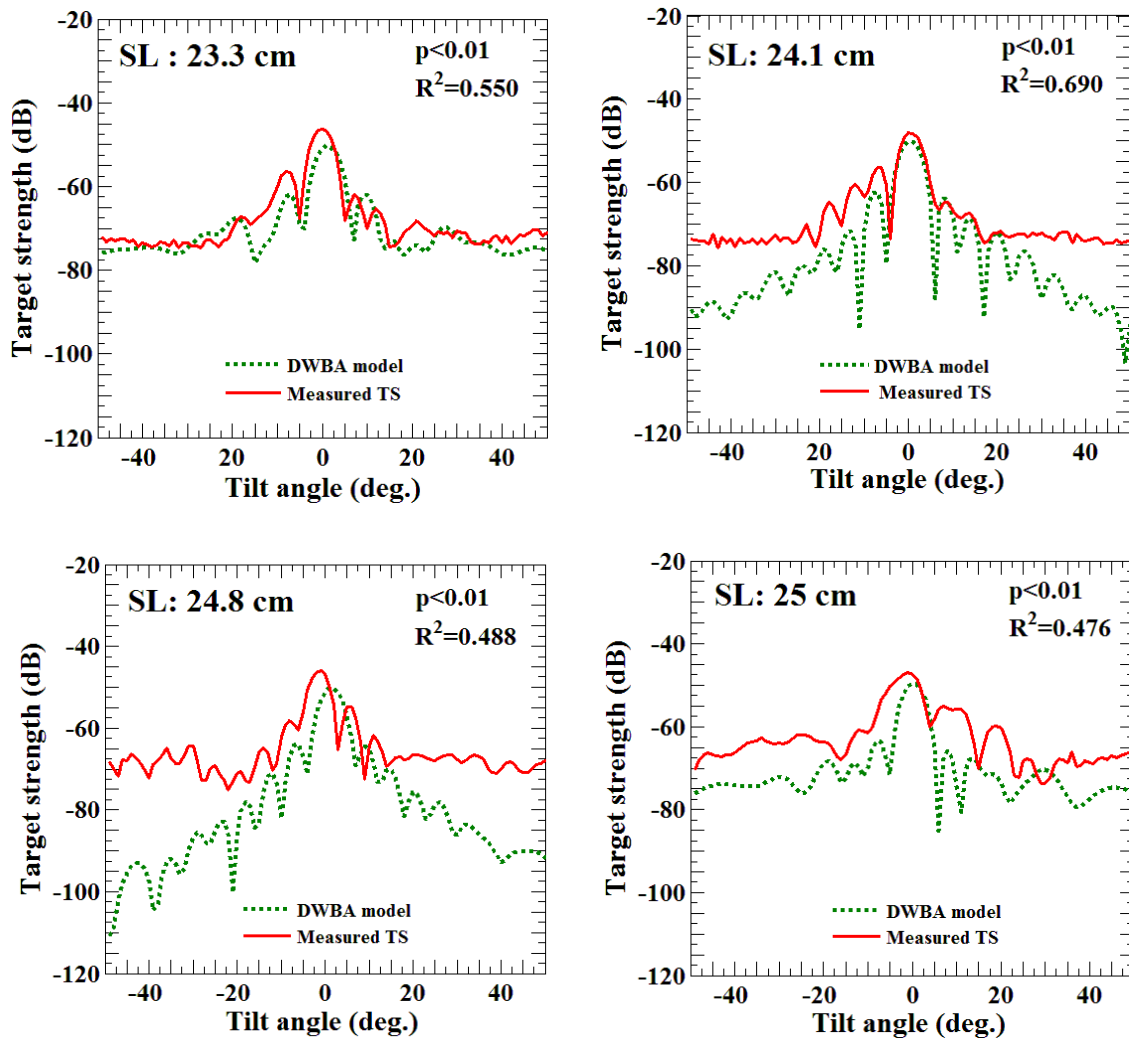 SL : 23.3 cm
p<0.01
R²=0.550
Target strength (dB)
-20
-40
-60
-80
-100
-120
DWBA model
Measured TS
-40 -20 0 20 40
Tilt angle (deg.)
SL: 24.1 cm
p<0.01
R²=0.690
Target strength (dB)
-20
-40
-60
-80
-100
-120
DWBA model
Measured TS
-40 -20 0 20 40
Tilt angle (deg.)
SL: 24.8 cm
p<0.01
R²=0.488
Target strength (dB)
-20
-40
-60
-80
-100
-120
DWBA model
Measured TS
-40 -20 0 20 40
Tilt angle (deg.)
SL: 25 cm
p<0.01
R²=0.476
Target strength (dB)
-20
-40
-60
-80
-100
-120
DWBA model
Measured TS
-40 -20 0 20 40
Tilt angle (deg.)